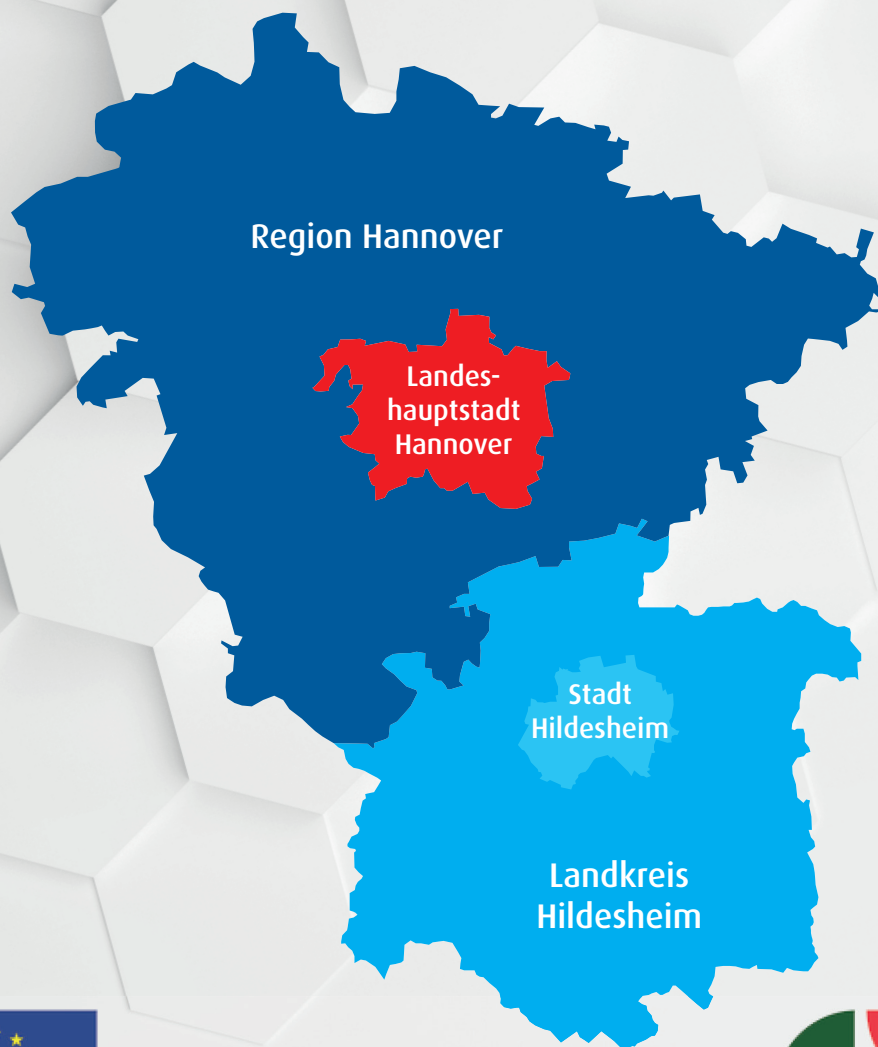 Region Hannover
Landes-
hauptstadt
Hannover
Stadt
Hildesheim
Landkreis
Hildesheim